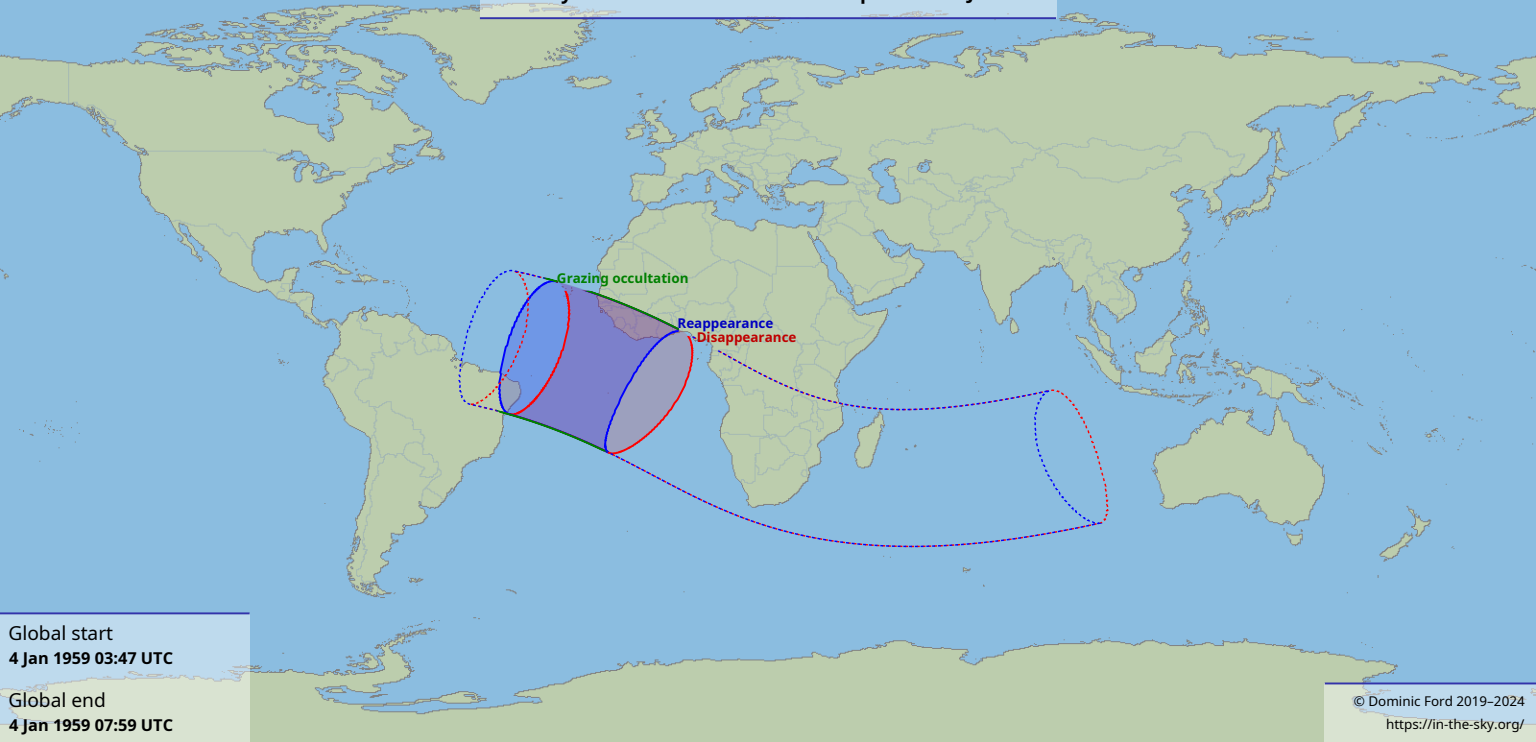 Grazing occultation
Reappearance
Disappearance
Global start
4 Jan 1959 03:47 UTC
Global end
4 Jan 1959 07:59 UTC
© Dominic Ford 2019–2024
https://in-the-sky.org/